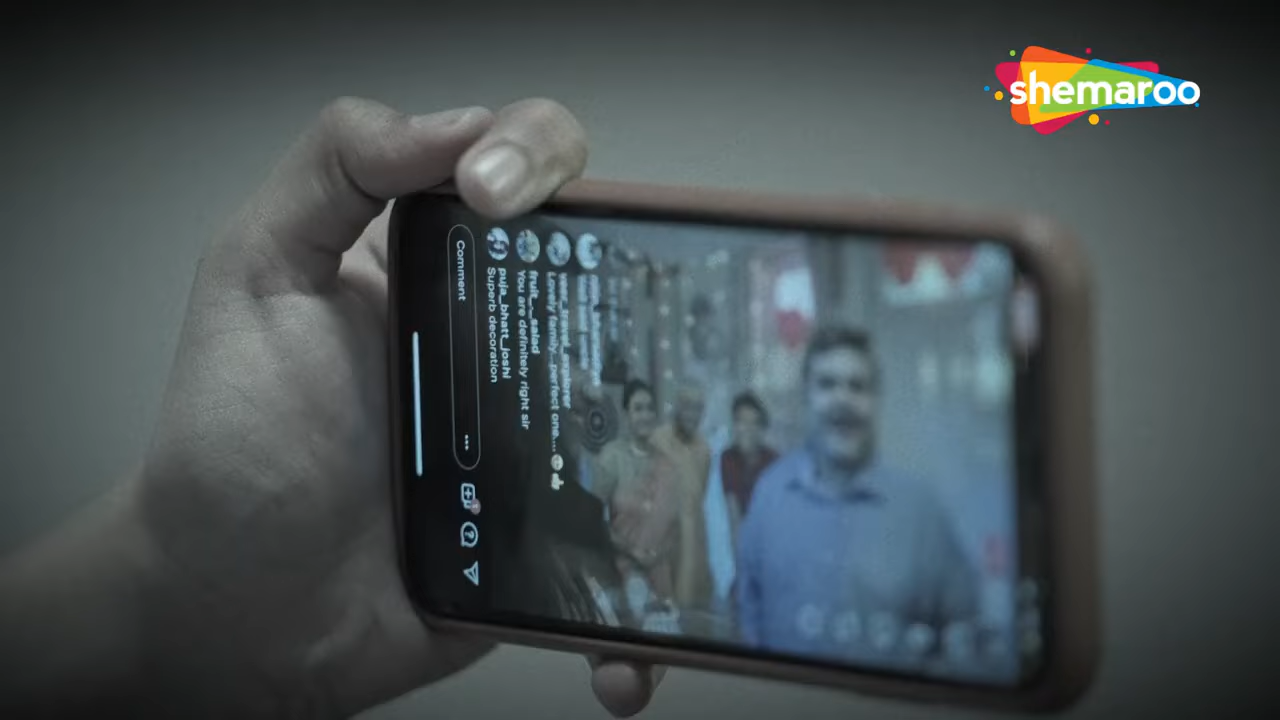 shemaroo
Lovely family...perfect one....😍👍
fruit__salad
You are definitely right sir
puja_bhatt_joshi
Superb decoration
Comment